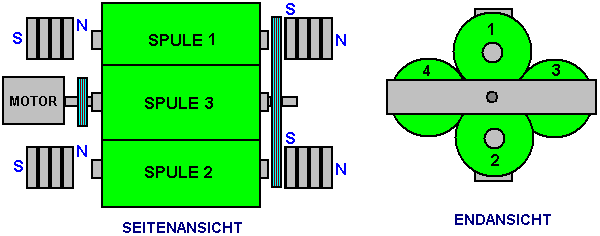 S N SPULE 1 S N
MOTOR SPULE 3
S N SPULE 2 S N
SEITENANSICHT
1
4 3
2
ENDANSICHT